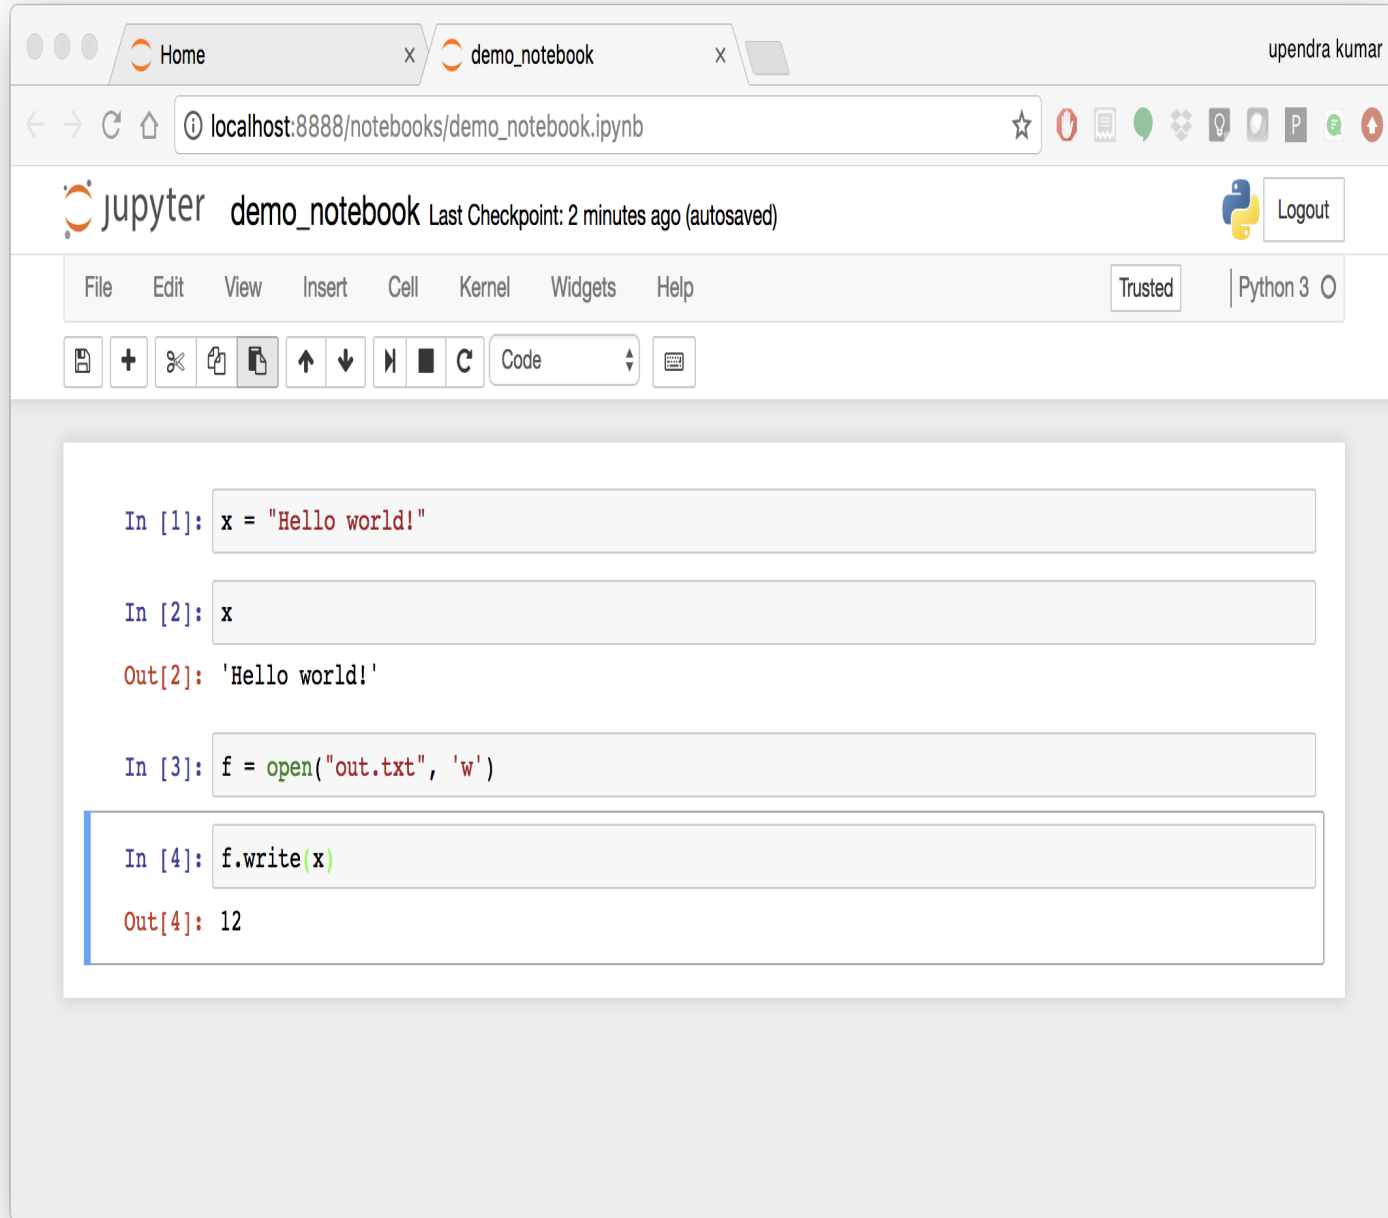 Home × demo_notebook × upendra kumar
localhost:8888/notebooks/demo_notebook.ipynb
P
jupyter demo_notebook Last Checkpoint: 2 minutes ago (autosaved) Logout
File Edit View Insert Cell Kernel Widgets Help Trusted Python 3
Code
In [1]: x = "Hello world!"
In [2]: x
Out[2]: 'Hello world!'
In [3]: f = open("out.txt", 'w')
In [4]: f.write(x)
Out[4]: 12